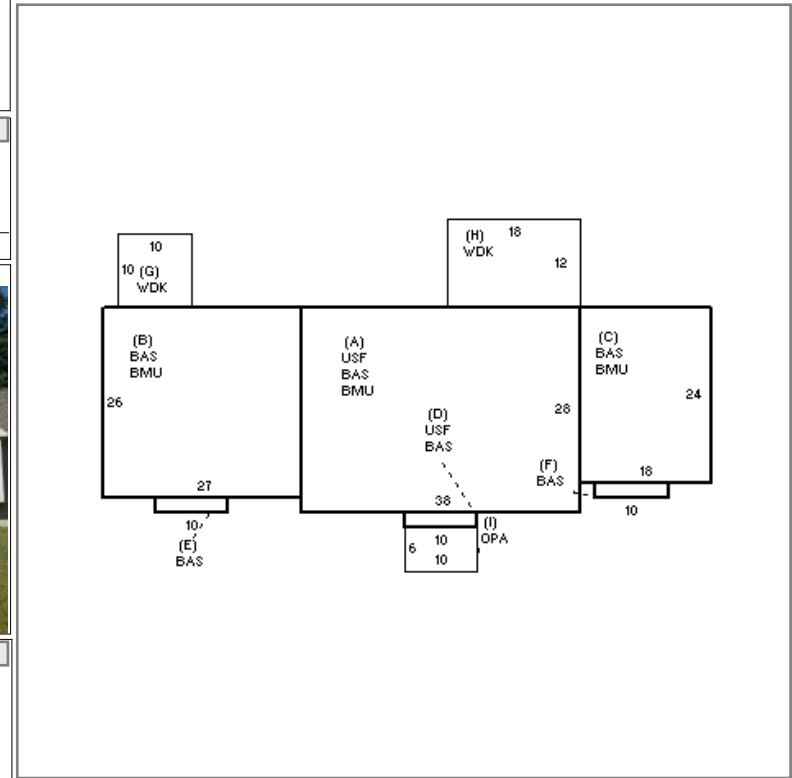 10
10 (G)
WDK
(H) 18
WDK
12
(B)
BAS
BMU
26
27
(A)
USF
BAS
BMU
28
(D)
USF
BAS
38
(C)
BAS
BMU
24
18
(F)
BAS
10
10
(E)
BAS
(I)
OPA
10
6
10